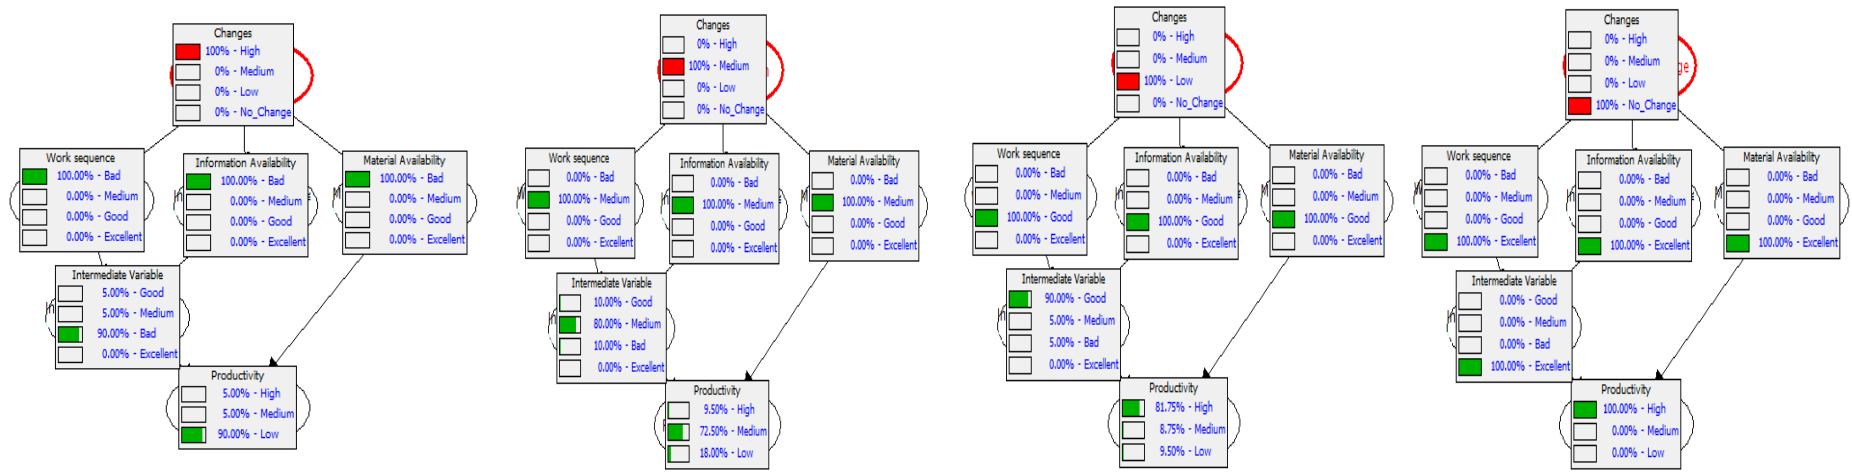 Changes
100% - High
0% - Medium
0% - Low
0% - No_Change
Work sequence
100.00% - Bad
0.00% - Medium
0.00% - Good
0.00% - Excellent
Information Availability
100.00% - Bad
0.00% - Medium
0.00% - Good
0.00% - Excellent
Material Availability
100.00% - Bad
0.00% - Medium
0.00% - Good
0.00% - Excellent
Intermediate Variable
5.00% - Good
5.00% - Medium
90.00% - Bad
0.00% - Excellent
Productivity
5.00% - High
5.00% - Medium
90.00% - Low
Changes
0% - High
100% - Medium
0% - Low
0% - No_Change
Work sequence
0.00% - Bad
100.00% - Medium
0.00% - Good
0.00% - Excellent
Information Availability
0.00% - Bad
100.00% - Medium
0.00% - Good
0.00% - Excellent
Material Availability
0.00% - Bad
100.00% - Medium
0.00% - Good
0.00% - Excellent
Intermediate Variable
10.00% - Good
80.00% - Medium
10.00% - Bad
0.00% - Excellent
Productivity
9.50% - High
72.50% - Medium
18.00% - Low
Changes
0% - High
0% - Medium
100% - Low
0% - No_Change
Work sequence
0.00% - Bad
0.00% - Medium
100.00% - Good
0.00% - Excellent
Information Availability
0.00% - Bad
0.00% - Medium
100.00% - Good
0.00% - Excellent
Material Availability
0.00% - Bad
0.00% - Medium
100.00% - Good
0.00% - Excellent
Intermediate Variable
90.00% - Good
5.00% - Medium
5.00% - Bad
0.00% - Excellent
Productivity
81.75% - High
8.75% - Medium
9.50% - Low
Changes
0% - High
0% - Medium
0% - Low
100% - No_Change
ge
Work sequence
0.00% - Bad
0.00% - Medium
0.00% - Good
100.00% - Excellent
Information Availability
0.00% - Bad
0.00% - Medium
0.00% - Good
100.00% - Excellent
Material Availability
0.00% - Bad
0.00% - Medium
0.00% - Good
100.00% - Excellent
Intermediate Variable
0.00% - Good
0.00% - Medium
0.00% - Bad
100.00% - Excellent
Productivity
100.00% - High
0.00% - Medium
0.00% - Low